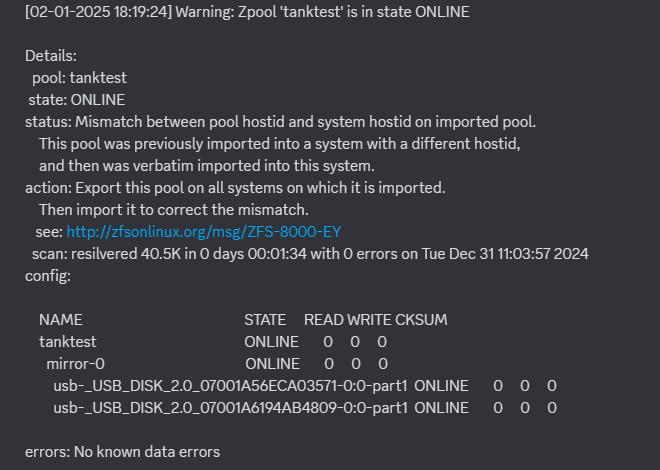 [02-01-2025 18:19:24] Warning: Zpool 'tanktest' is in state ONLINE
Details:
pool: tanktest
state: ONLINE
status: Mismatch between pool hostid and system hostid on imported pool.
This pool was previously imported into a system with a different hostid,
and then was verbatim imported into this system.
action: Export this pool on all systems on which it is imported.
Then import it to correct the mismatch.
see: http://zfsonlinux.org/msg/ZFS-8000-EY
scan: resilvered 40.5K in 0 days 00:01:34 with 0 errors on Tue Dec 31 11:03:57 2024
config:
NAME STATE READ WRITE CKSUM
tanktest ONLINE 0 0 0
mirror-0 ONLINE 0 0 0
usb-_USB_DISK_2.0_07001A56ECA03571-0:0-part1 ONLINE 0 0 0
usb-_USB_DISK_2.0_07001A6194AB4809-0:0-part1 ONLINE 0 0 0
errors: No known data errors